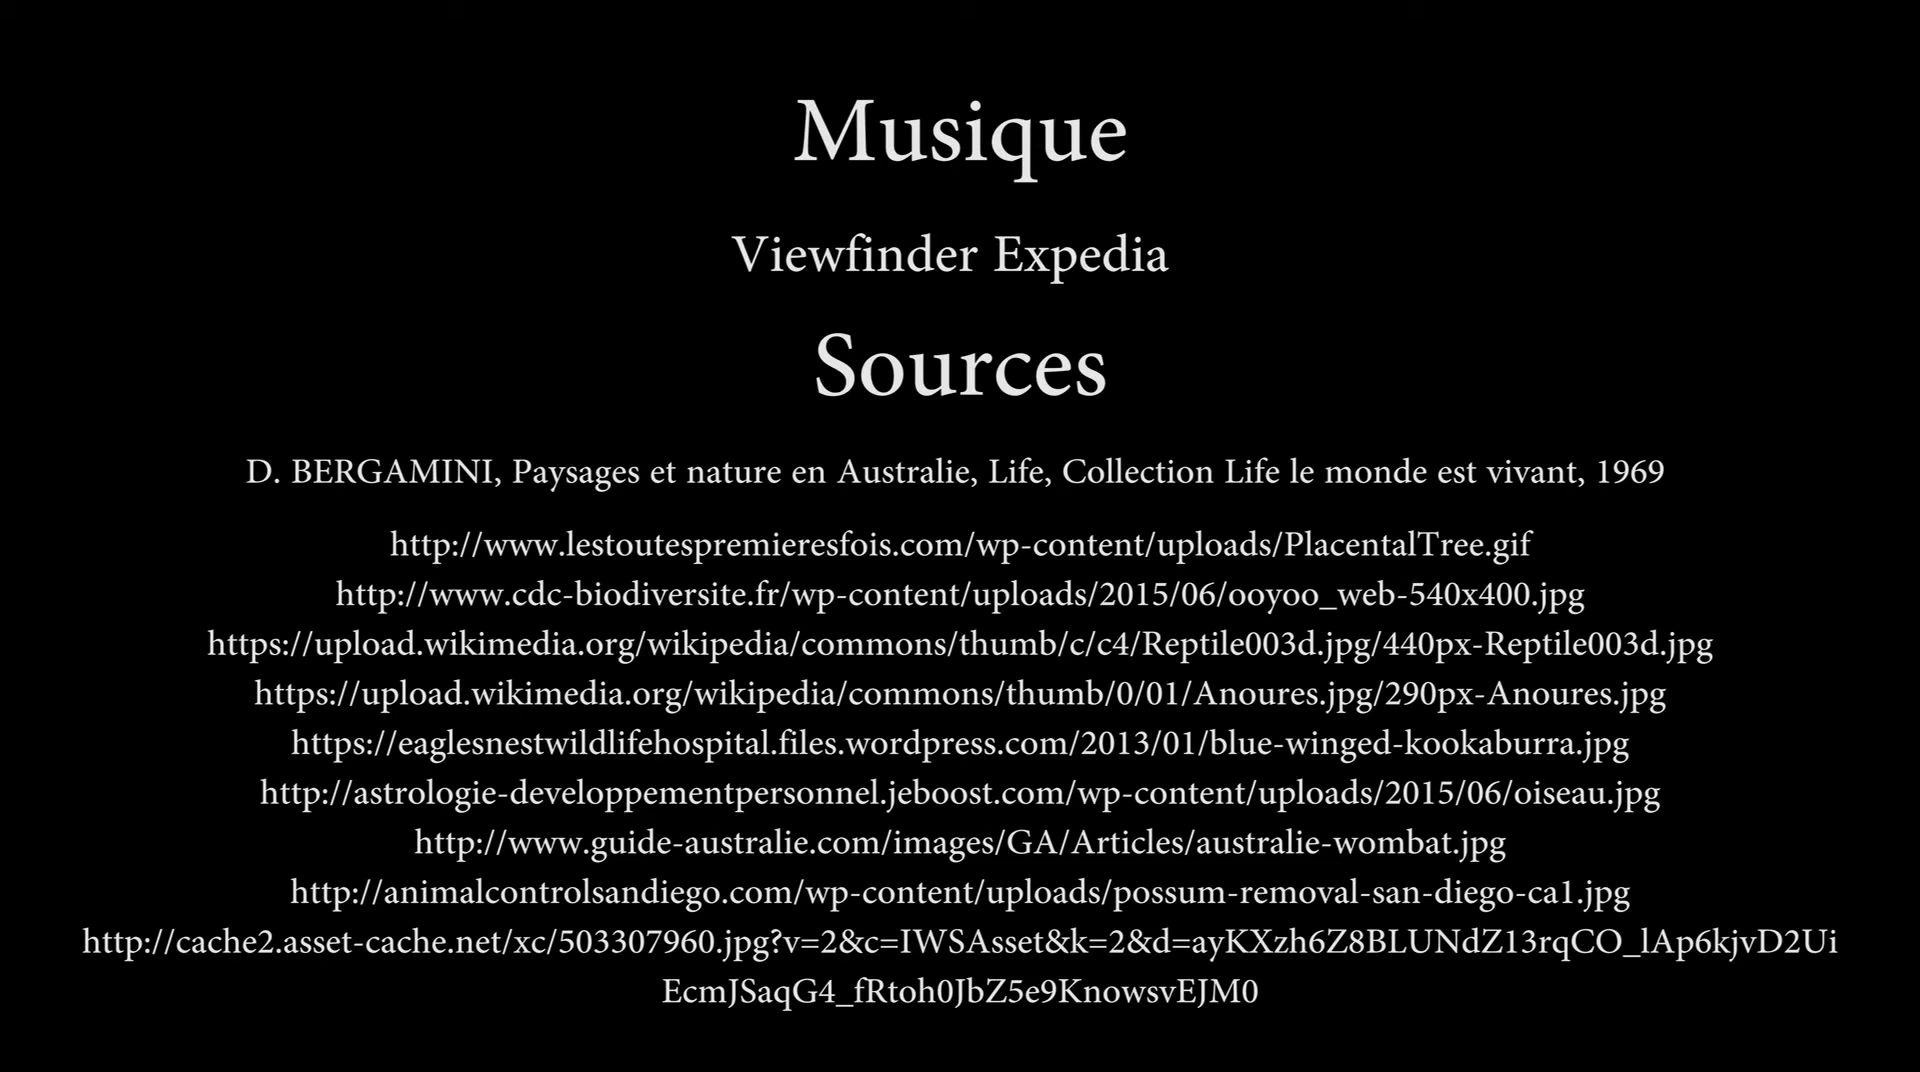 Musique
Viewfinder Expedia
Sources
D. BERGAMINI, Paysages et nature en Australie, Life, Collection Life le monde est vivant, 1969
http://www.lestoutespremieresfois.com/wp-content/uploads/PlacentalTree.gif
http://www.cdc-biodiversite.fr/wp-content/uploads/2015/06/ooyoo_web-540x400.jpg
https://upload.wikimedia.org/wikipedia/commons/thumb/c/c4/Reptile003d.jpg/440px-Reptile003d.jpg
https://upload.wikimedia.org/wikipedia/commons/thumb/0/01/Anoures.jpg/290px-Anoures.jpg
https://eaglesnestwildlifehospital.files.wordpress.com/2013/01/blue-winged-kookaburra.jpg
http://astrologie-developpementpersonnel.jeboost.com/wp-content/uploads/2015/06/oiseau.jpg
http://www.guide-australie.com/images/GA/Articles/australie-wombat.jpg
http://animalcontrolsandiego.com/wp-content/uploads/possum-removal-san-diego-ca1.jpg
http://cache2.asset-cache.net/xc/503307960.jpg?v=2&c=IWSAsset&k=2&d=ayKXzh6Z8BLUNdZ13rqCO_lAp6kjvD2Ui
EcmJSaqG4_fRtoh0JbZ5e9KnowsvEJM0